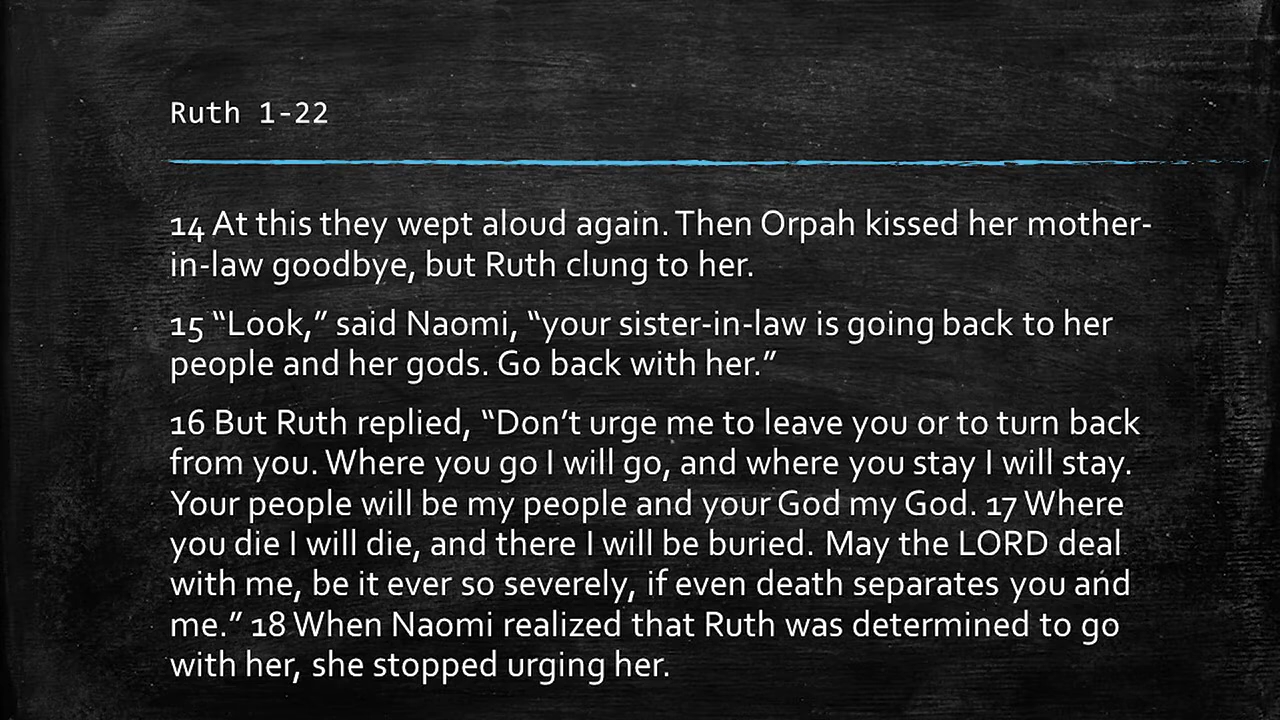 Ruth 1-22
14 At this they wept aloud again. Then Orpah kissed her mother-
in-law goodbye, but Ruth clung to her.
15 “Look,” said Naomi, “your sister-in-law is going back to her
people and her gods. Go back with her.”
16 But Ruth replied, “Don’t urge me to leave you or to turn back
from you. Where you go I will go, and where you stay I will stay.
Your people will be my people and your God my God. 17 Where
you die I will die, and there I will be buried. May the LORD deal
with me, be it ever so severely, if even death separates you and
me.” 18 When Naomi realized that Ruth was determined to go
with her, she stopped urging her.